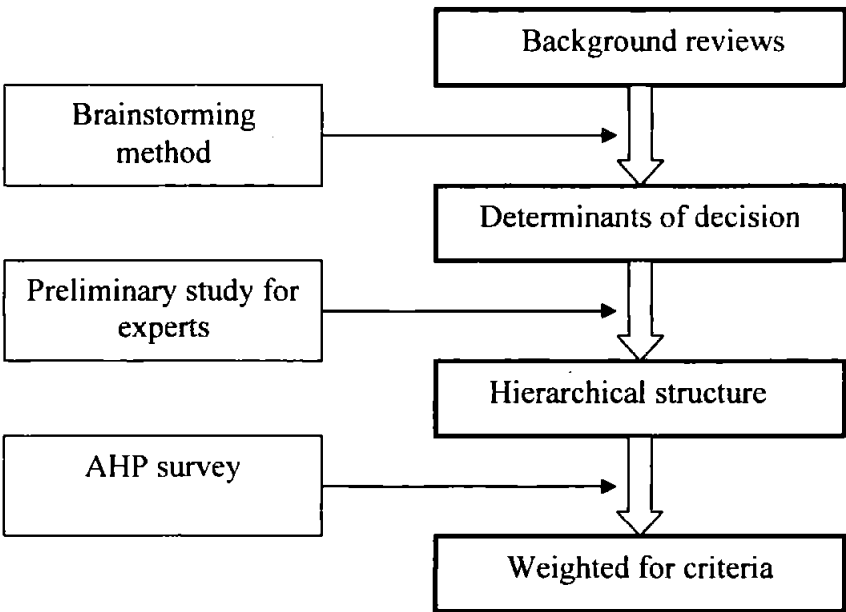 Background reviews
Brainstorming
method
Determinants of decision
Preliminary study for
experts
Hierarchical structure
AHP survey
Weighted for criteria